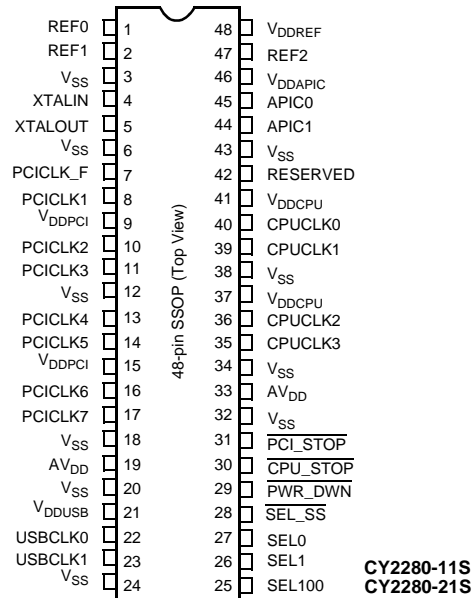 REF0 1 48 VDDREF
REF1 2 47 REF2
VSS 3 46 VDDAPIC
XTALIN 4 45 APIC0
XTALOUT 5 44 APIC1
VSS 6 43 VSS
PCICLK_F 7 42 RESERVED
PCICLK1 8 41 VDDCPU
VDDPCI 9 40 CPUCLK0
PCICLK2 10 39 CPUCLK1
PCICLK3 11 38 VSS
VSS 12 37 VDDCPU
PCICLK4 13 36 CPUCLK2
PCICLK5 14 35 CPUCLK3
VDDPCI 15 34 VSS
PCICLK6 16 33 AVDD
PCICLK7 17 32 VSS
VSS 18 31 PCI_STOP
AVDD 19 30 CPU_STOP
VSS 20 29 PWR_DWN
VDDUSB 21 28 SEL_SS
USBCLK0 22 27 SEL0
USBCLK1 23 26 SEL1
VSS 24 25 SEL100
48-pin SSOP (Top View)
CY2280-11S
CY2280-21S